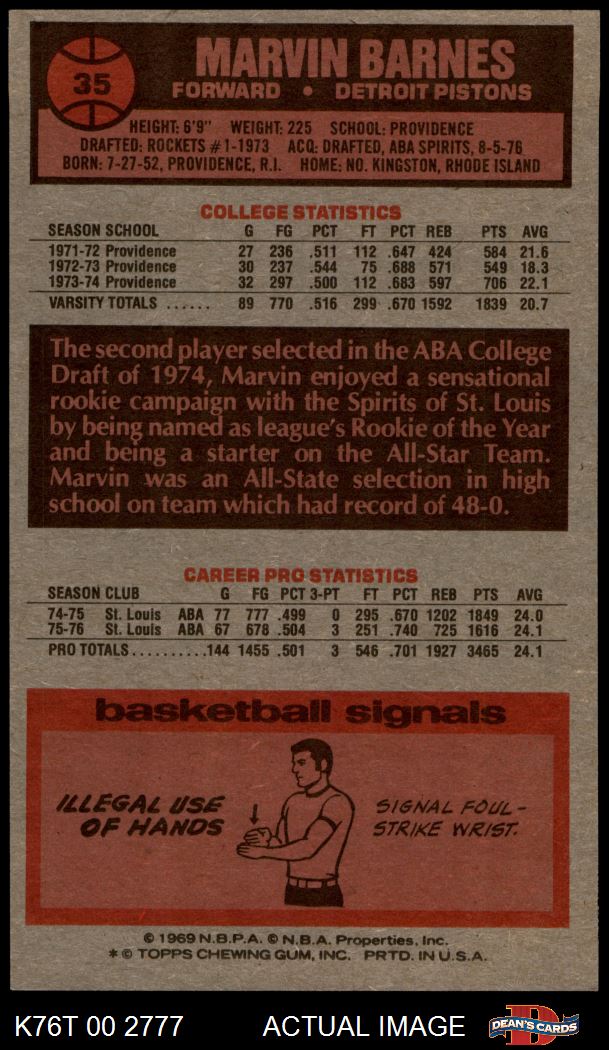 35
MARVIN BARNES
FORWARD • DETROIT PISTONS
HEIGHT: 6'9" WEIGHT: 225 SCHOOL: PROVIDENCE
DRAFTED: ROCKETS #1-1973 ACQ: DRAFTED, ABA SPIRITS, 8-5-76
BORN: 7-27-52, PROVIDENCE, R.I. HOME: NO. KINGSTON, RHODE ISLAND
COLLEGE STATISTICS
SEASON SCHOOL G FG PCT FT PCT REB PTS AVG
1971-72 Providence 27 236 .511 112 .647 424 584 21.6
1972-73 Providence 30 237 .544 75 .688 571 549 18.3
1973-74 Providence 32 297 .500 112 .683 597 706 22.1
VARSITY TOTALS ...... 89 770 .516 299 .670 1592 1839 20.7
The second player selected in the ABA College
Draft of 1974, Marvin enjoyed a sensational
rookie campaign with the Spirits of St. Louis
by being named as league's Rookie of the Year
and being a starter on the All-Star Team.
Marvin was an All-State selection in high
school on team which had record of 48-0.
CAREER PRO STATISTICS
SEASON CLUB G FG PCT 3-PT FT PCT REB PTS AVG
74-75 St. Louis ABA 77 777 .499 0 295 .670 1202 1849 24.0
75-76 St. Louis ABA 67 678 .504 3 251 .740 725 1616 24.1
PRO TOTALS..........144 1455 .501 3 546 .701 1927 3465 24.1
basketball signals
ILLEGAL USE
OF HANDS
SIGNAL FOUL-
STRIKE WRIST.
© 1969 N.B.P.A. © N.B.A. Properties, Inc.
* © TOPPS CHEWING GUM, INC. PRTD. IN U.S.A.
K76T 00 2777 ACTUAL IMAGE
D
DEAN'S CARDS